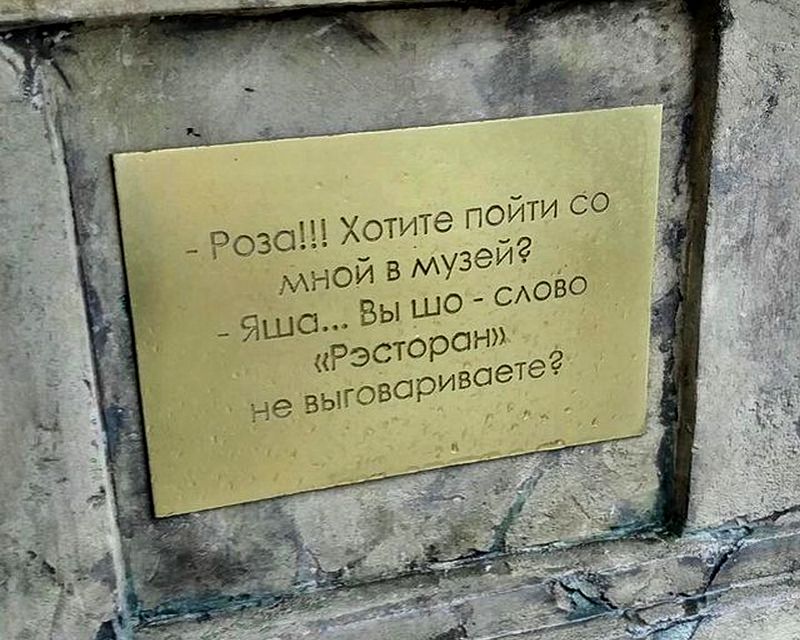 - Роза!!! Хотите пойти со
мной в музей?
- Яша... Вы шо - слово
«Рэсторан»
не выговариваете?